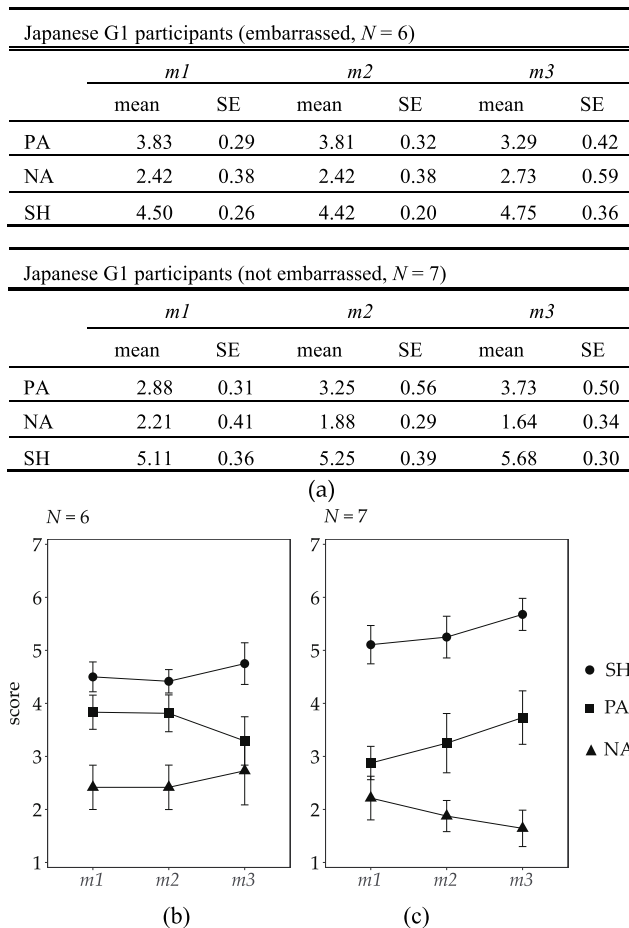 Japanese G1 participants (embarrassed, N = 6)
m1 m2 m3
mean SE mean SE mean SE
PA 3.83 0.29 3.81 0.32 3.29 0.42
NA 2.42 0.38 2.42 0.38 2.73 0.59
SH 4.50 0.26 4.42 0.20 4.75 0.36
Japanese G1 participants (not embarrassed, N = 7)
m1 m2 m3
mean SE mean SE mean SE
PA 2.88 0.31 3.25 0.56 3.73 0.50
NA 2.21 0.41 1.88 0.29 1.64 0.34
SH 5.11 0.36 5.25 0.39 5.68 0.30
(a)
N = 6
7
6
5
4
3
2
1
score
m1 m2 m3
(b)
N = 7
7
6
5
4
3
2
1
m1 m2 m3
(c)
SH
PA
NA